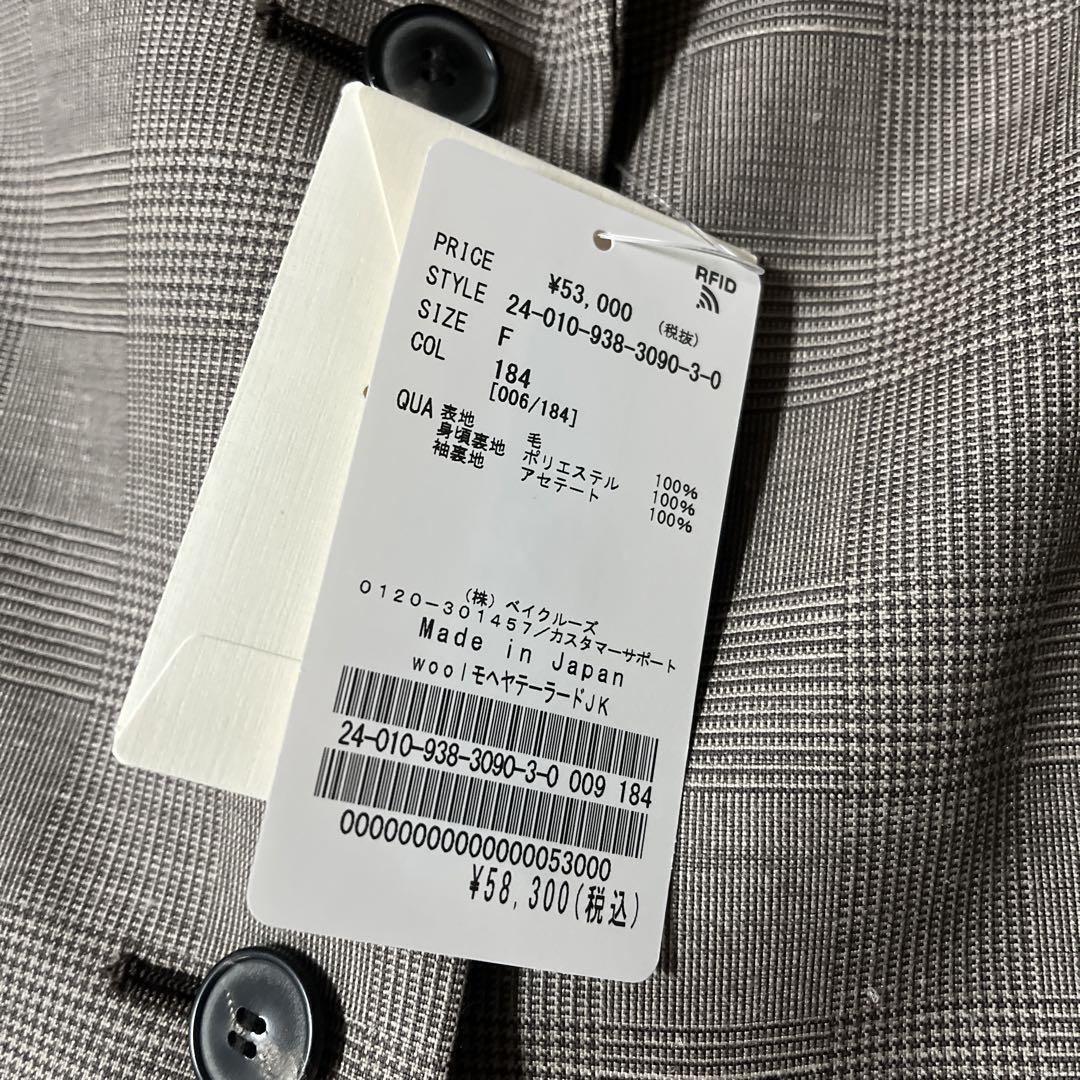 RFID
PRICE ¥53,000 (税抜)
STYLE 24-010-938-3090-3-0
SIZE F
COL 184
[006/184]
QUA 表地 毛 100%
身頃裏地 ポリエステル 100%
袖裏地 アセテート 100%
(株) ベイクルーズ
0120-301457/カスタマーサポート
Made in Japan
woolモヘヤテーラードJK
24-010-938-3090-3-0 009 184
0000000000000053000
¥58,300(税込)